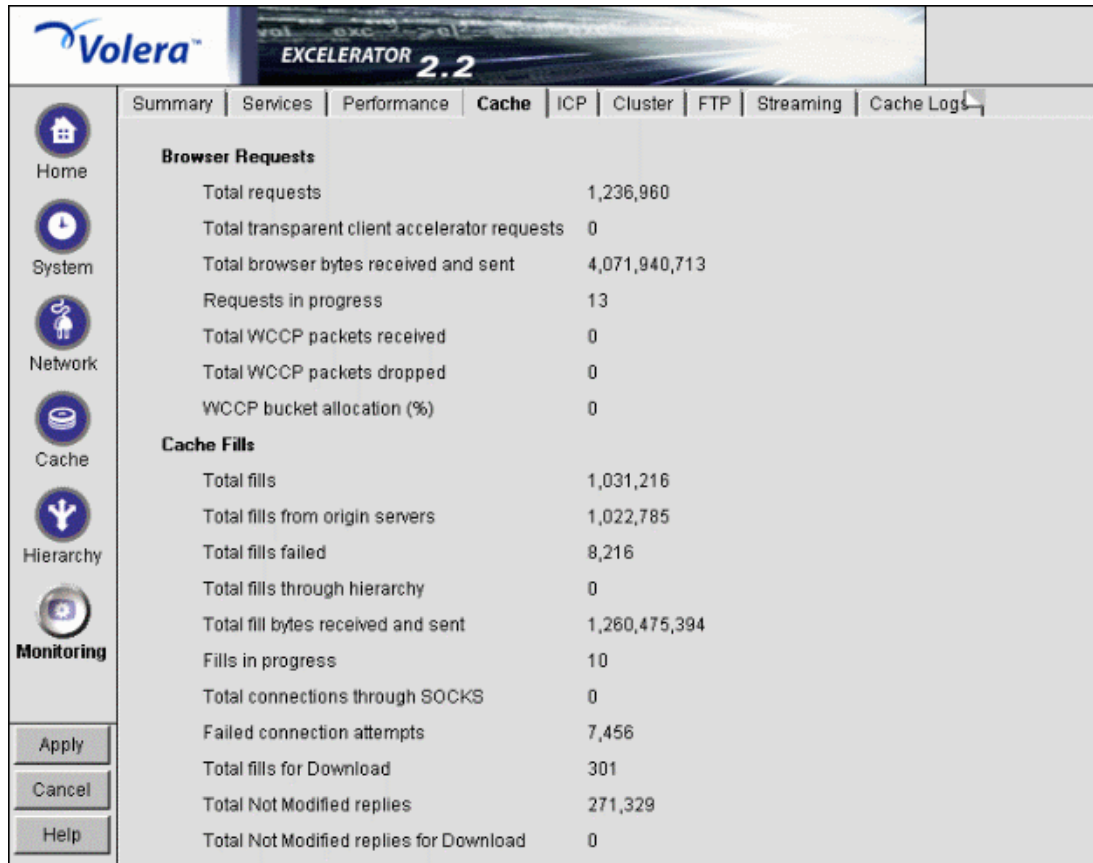 Volera™
EXCELERATOR 2.2
Summary Services Performance Cache ICP Cluster FTP Streaming Cache Logs
Home
System
Network
Cache
Hierarchy
Monitoring
Apply
Cancel
Help
Browser Requests
Total requests 1,236,960
Total transparent client accelerator requests 0
Total browser bytes received and sent 4,071,940,713
Requests in progress 13
Total WCCP packets received 0
Total WCCP packets dropped 0
WCCP bucket allocation (%) 0
Cache Fills
Total fills 1,031,216
Total fills from origin servers 1,022,785
Total fills failed 8,216
Total fills through hierarchy 0
Total fill bytes received and sent 1,260,475,394
Fills in progress 10
Total connections through SOCKS 0
Failed connection attempts 7,456
Total fills for Download 301
Total Not Modified replies 271,329
Total Not Modified replies for Download 0